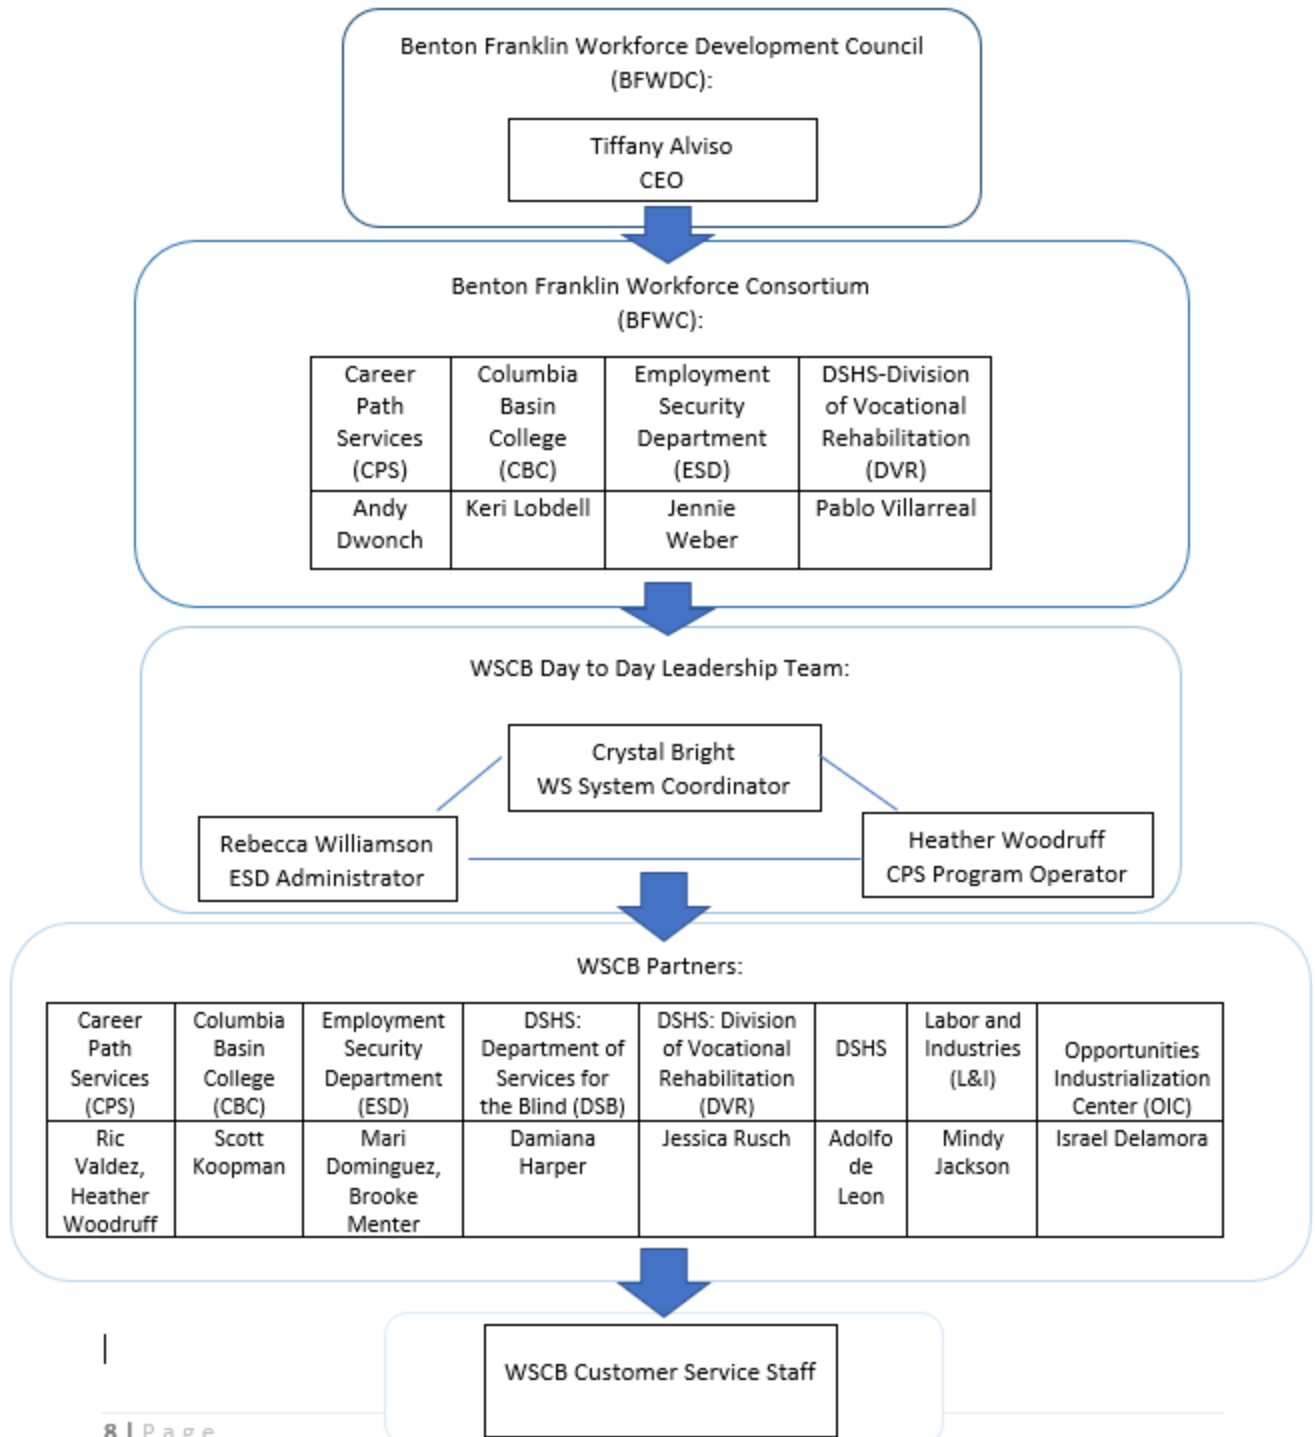 Benton Franklin Workforce Development Council
(BFWDC):
Tiffany Alviso
CEO
Benton Franklin Workforce Consortium
(BFWC):
Career
Path
Services
(CPS)
Columbia
Basin
College
(CBC)
Employment
Security
Department
(ESD)
DSHS-Division
of Vocational
Rehabilitation
(DVR)
Andy
Dwonch
Keri Lobdell
Jennie
Weber
Pablo Villarreal
WSCB Day to Day Leadership Team:
Crystal Bright
WS System Coordinator
Rebecca Williamson
ESD Administrator
Heather Woodruff
CPS Program Operator
WSCB Partners:
Career
Path
Services
(CPS)
Columbia
Basin
College
(CBC)
Employment
Security
Department
(ESD)
DSHS:
Department of
Services for
the Blind (DSB)
DSHS: Division
of Vocational
Rehabilitation
(DVR)
DSHS
Labor and
Industries
(L&I)
Opportunities
Industrialization
Center (OIC)
Ric
Valdez,
Heather
Woodruff
Scott
Koopman
Mari
Dominguez,
Brooke
Menter
Damiana
Harper
Jessica Rusch
Adolfo
de
Leon
Mindy
Jackson
Israel Delamora
WSCB Customer Service Staff
8 | Page